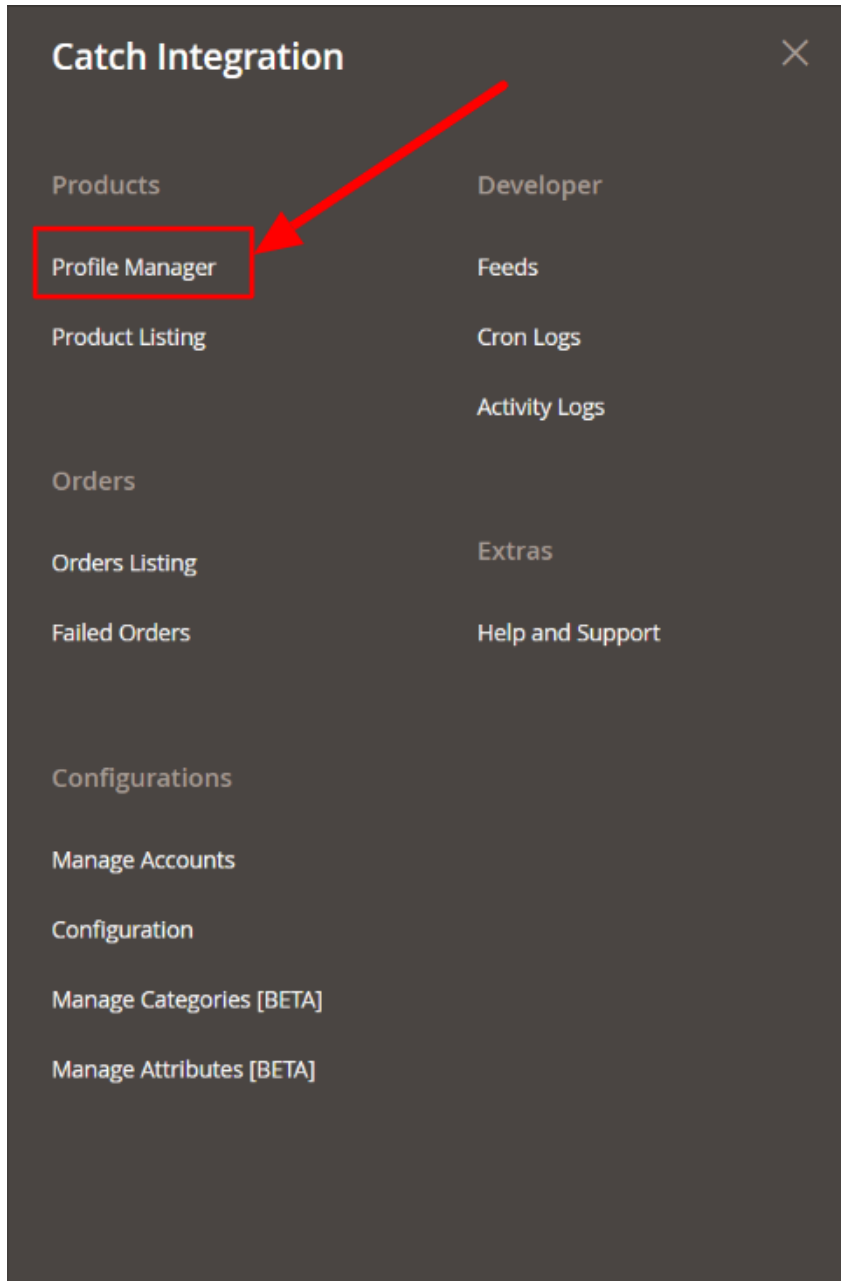 Catch Integration
Products
Profile Manager
Product Listing
Orders
Orders Listing
Failed Orders
Configurations
Manage Accounts
Configuration
Manage Categories [BETA]
Manage Attributes [BETA]
Developer
Feeds
Cron Logs
Activity Logs
Extras
Help and Support